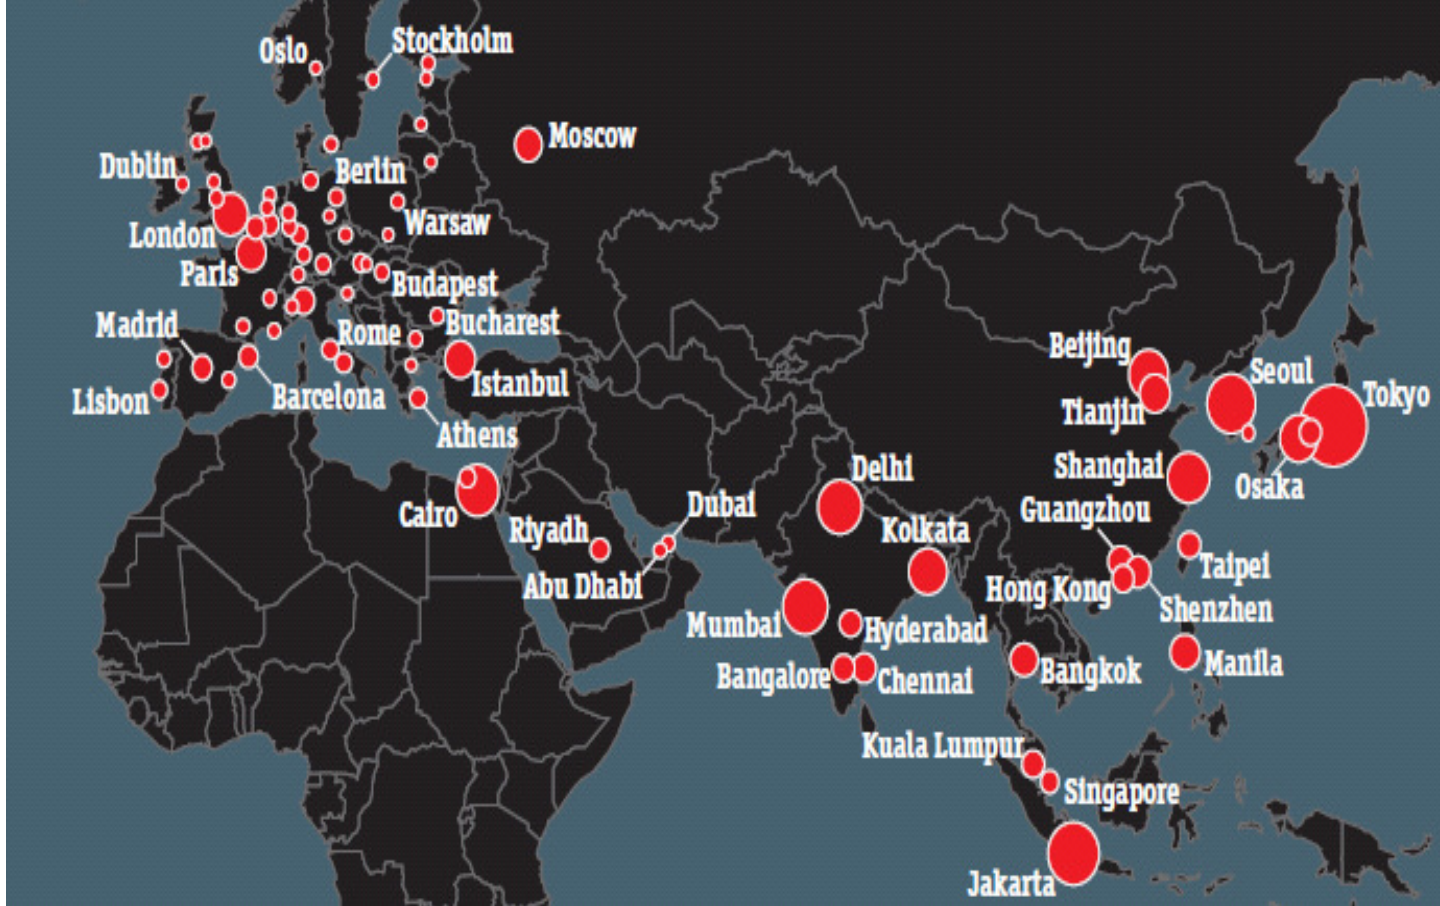 Oslo
Stockholm
Moscow
Dublin
Berlin
London
Warsaw
Paris
Budapest
Madrid
Rome
Bucharest
Lisbon
Barcelona
Istanbul
Athens
Cairo
Riyadh
Dubai
Abu Dhabi
Delhi
Kolkata
Mumbai
Hyderabad
Bangalore
Chennai
Beijing
Tianjin
Seoul
Tokyo
Shanghai
Osaka
Guangzhou
Hong Kong
Taipei
Shenzhen
Bangkok
Manila
Kuala Lumpur
Singapore
Jakarta